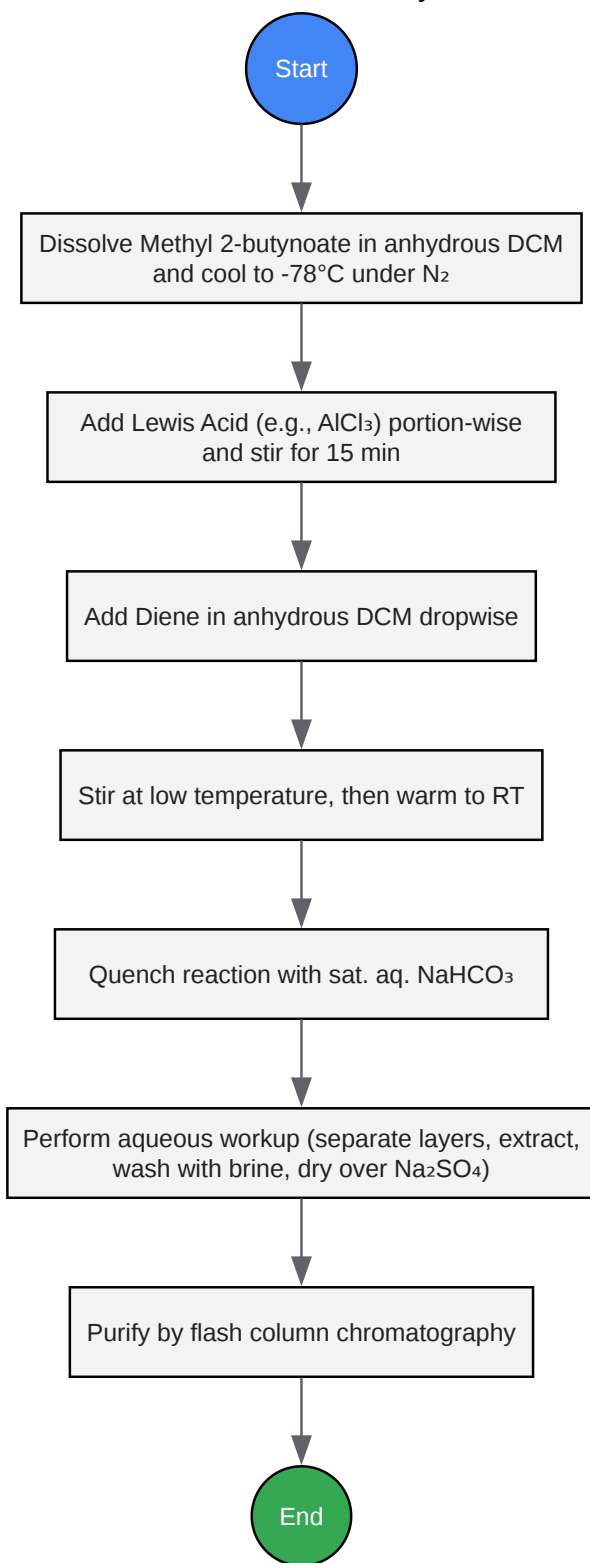 Start
Dissolve Methyl 2-butynoate in anhydrous DCM
and cool to -78°C under N₂
Add Lewis Acid (e.g., AlCl₃) portion-wise
and stir for 15 min
Add Diene in anhydrous DCM dropwise
Stir at low temperature, then warm to RT
Quench reaction with sat. aq. NaHCO₃
Perform aqueous workup (separate layers, extract,
wash with brine, dry over Na₂SO₄)
Purify by flash column chromatography
End